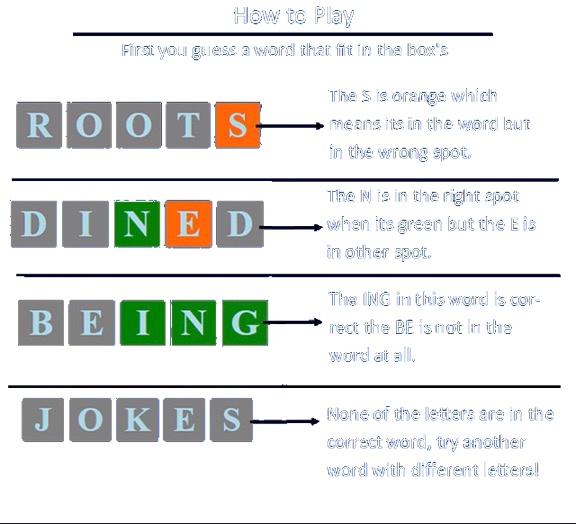 How to Play
First you guess a word that fit in the box's
ROOTS
The S is orange which
means its in the word but
in the wrong spot.
DINED
The N is in the right spot
when its green but the E is
in other spot.
BEING
The ING in this word is cor-
rect the BE is not in the
word at all.
JOKES
None of the letters are in the
correct word, try another
word with different letters!